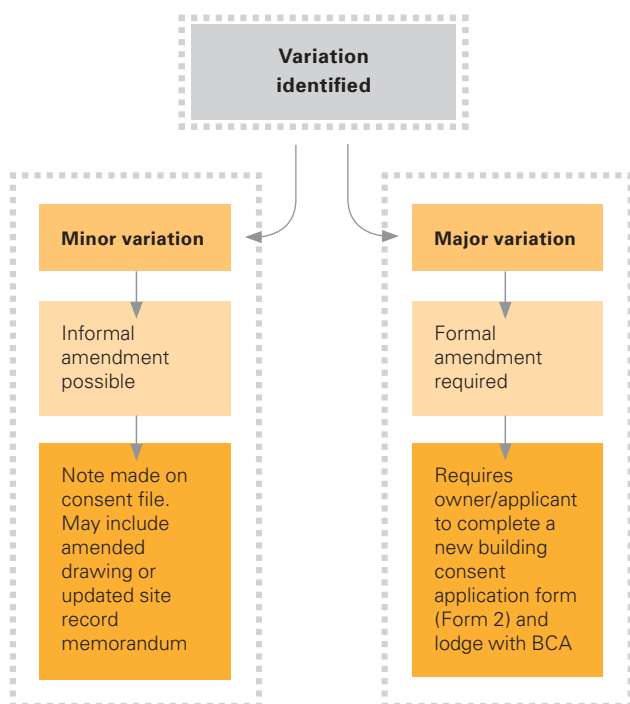 Variation
identified
Minor variation
Informal
amendment
possible
Note made on
consent file.
May include
amended
drawing or
updated site
record
memorandum
Major variation
Formal
amendment
required
Requires
owner/applicant
to complete a
new building
consent
application form
(Form 2) and
lodge with BCA